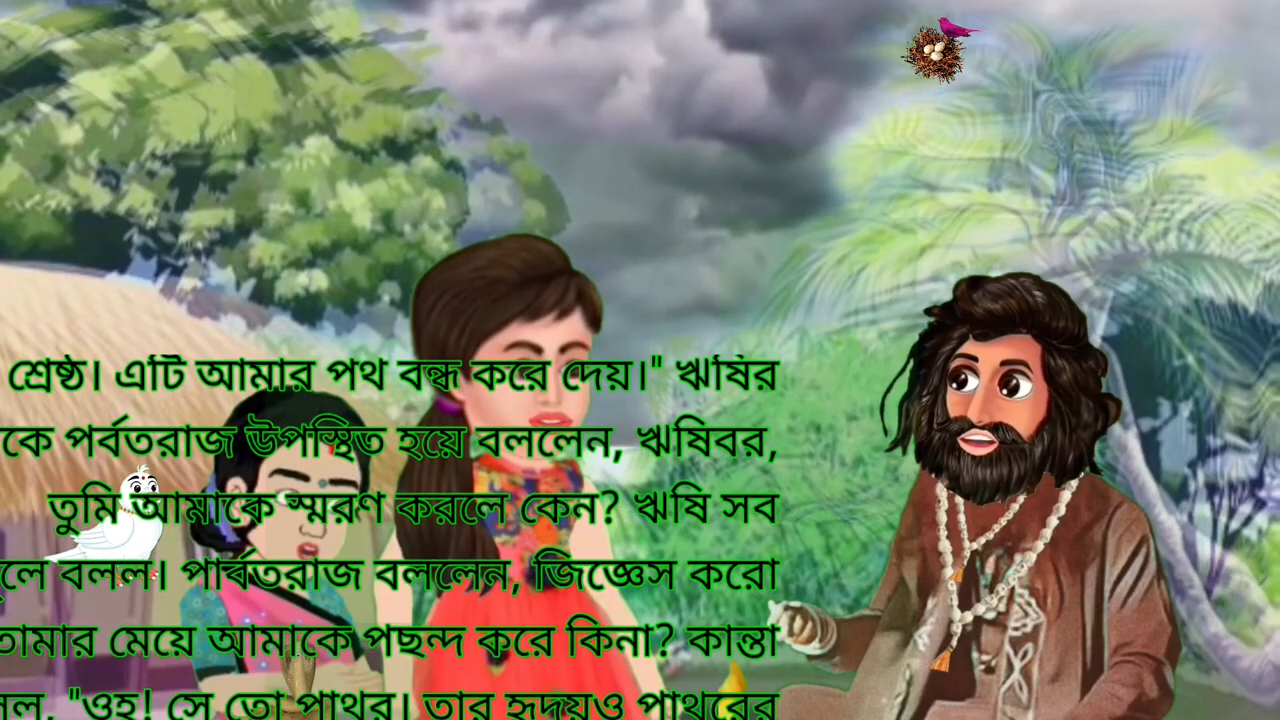 শ্রেষ্ঠ। এটি আমার পথ বন্ধ করে দেয়।" ঋষির
কে পর্বতরাজ উপস্থিত হয়ে বললেন, ঋষিবর,
তুমি আমাকে স্মরণ করলে কেন? ঋষি সব
বলল। পার্বতরাজ বললেন, জিজ্ঞেস করো
মেয়ে আমাকে পছন্দ করে কিনা? কান্তা
"ওহ! সে তো পাথর। তার হৃদয়ও পাথরের